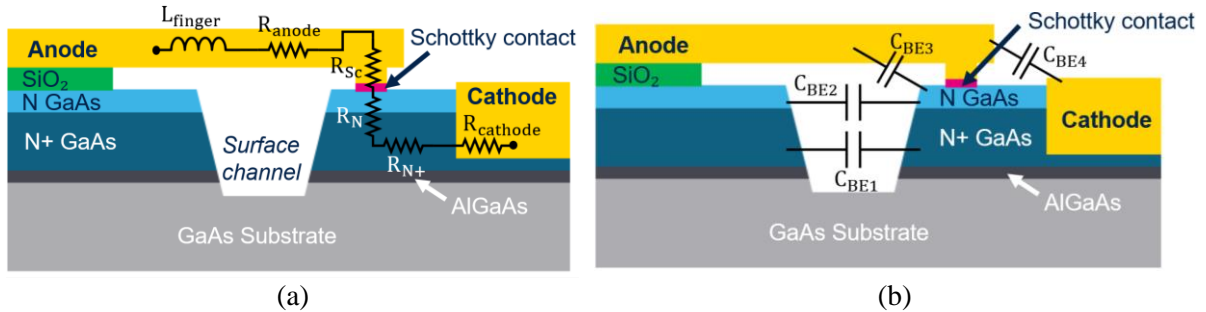 L_finger
R_anode
Anode
Schottky contact
R_Sc
SiO₂
N GaAs
Cathode
R_N
R_cathode
N+ GaAs
Surface
channel
R_N+
AlGaAs
GaAs Substrate
(a)
Anode
C_BE3
Schottky contact
C_BE4
SiO₂
C_BE2
N GaAs
N+ GaAs
Cathode
C_BE1
AlGaAs
GaAs Substrate
(b)